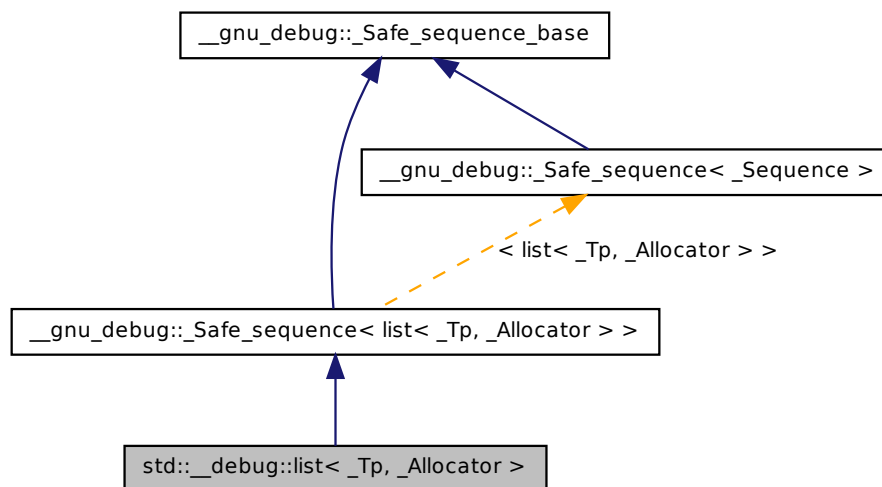 __gnu_debug::_Safe_sequence_base
__gnu_debug::_Safe_sequence< _Sequence >
< list< _Tp, _Allocator > >
__gnu_debug::_Safe_sequence< list< _Tp, _Allocator > >
std::__debug::list< _Tp, _Allocator >